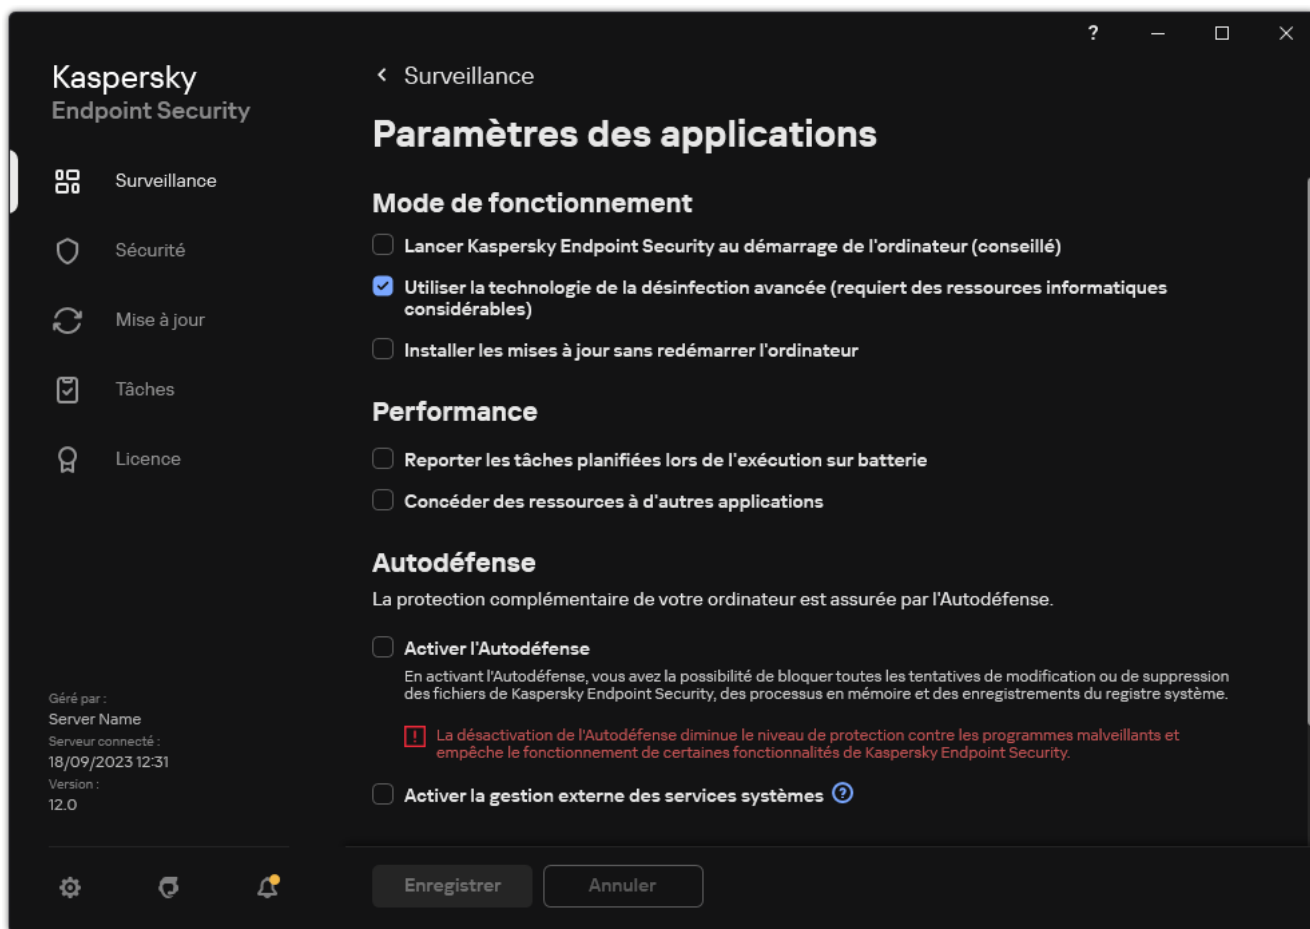 ?
Kaspersky
Endpoint Security
Surveillance
Sécurité
Mise à jour
Tâches
Licence
Géré par :
Server Name
Serveur connecté :
18/09/2023 12:31
Version :
12.0
Surveillance
Paramètres des applications
Mode de fonctionnement
Lancer Kaspersky Endpoint Security au démarrage de l'ordinateur (conseillé)
Utiliser la technologie de la désinfection avancée (requiert des ressources informatiques
considérables)
Installer les mises à jour sans redémarrer l'ordinateur
Performance
Reporter les tâches planifiées lors de l'exécution sur batterie
Concéder des ressources à d'autres applications
Autodéfense
La protection complémentaire de votre ordinateur est assurée par l'Autodéfense.
Activer l'Autodéfense
En activant l'Autodéfense, vous avez la possibilité de bloquer toutes les tentatives de modification ou de suppression
des fichiers de Kaspersky Endpoint Security, des processus en mémoire et des enregistrements du registre système.
La désactivation de l'Autodéfense diminue le niveau de protection contre les programmes malveillants et
empêche le fonctionnement de certaines fonctionnalités de Kaspersky Endpoint Security.
Activer la gestion externe des services systèmes ?
Enregistrer
Annuler